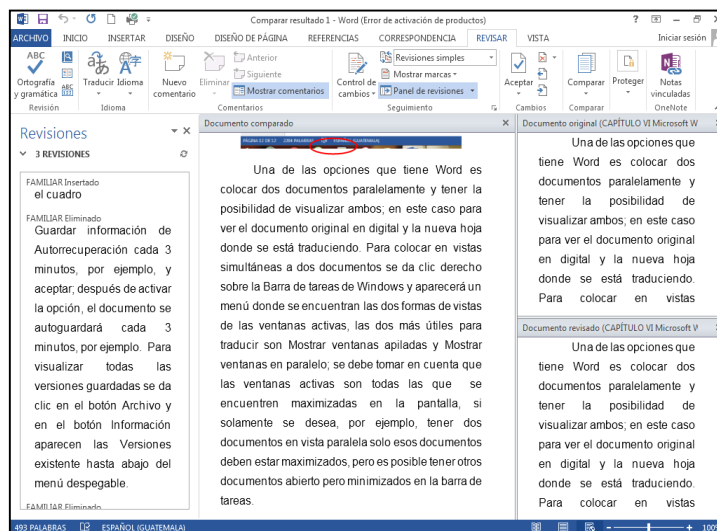 Comparar resultado 1 - Word (Error de activación de productos)
ARCHIVO INICIO INSERTAR DISEÑO DISEÑO DE PÁGINA REFERENCIAS CORRESPONDENCIA REVISAR VISTA Iniciar sesión
ABC
Ortografía y gramática
ABC 123
Traducir Idioma
Nuevo comentario
Eliminar
Anterior
Siguiente
Mostrar comentarios
Control de cambios
Revisiones simples
Mostrar marcas
Panel de revisiones
Aceptar
Comparar
Proteger
Notas vinculadas
Revisión Idioma Comentarios Seguimiento Cambios Comparar OneNote
Revisiones
3 REVISIONES
FAMILIAR Insertado
el cuadro
FAMILIAR Eliminado
Guardar información de
Autorrecuperación cada 3
minutos, por ejemplo, y
aceptar; después de activar
la opción, el documento se
autoguardará cada 3
minutos, por ejemplo. Para
visualizar todas las
versiones guardadas se da
clic en el botón Archivo y
en el botón Información
aparecen las Versiones
existente hasta abajo del
menú despegable.
FAMILIAR Eliminado
Documento comparado
Una de las opciones que tiene Word es
colocar dos documentos paralelamente y tener la
posibilidad de visualizar ambos; en este caso para
ver el documento original en digital y la nueva hoja
donde se está traduciendo. Para colocar en vistas
simultáneas a dos documentos se da clic derecho
sobre la Barra de tareas de Windows y aparecerá un
menú donde se encuentran las dos formas de vistas
de las ventanas activas, las dos más útiles para
traducir son Mostrar ventanas apiladas y Mostrar
ventanas en paralelo; se debe tomar en cuenta que
las ventanas activas son todas las que se
encuentren maximizadas en la pantalla, si
solamente se desea, por ejemplo, tener dos
documentos en vista paralela solo esos documentos
deben estar maximizados, pero es posible tener otros
documentos abierto pero minimizados en la barra de
tareas.
Documento original (CAPÍTULO VI Microsoft W
Una de las opciones que
tiene Word es colocar dos
documentos paralelamente y
tener la posibilidad de
visualizar ambos; en este caso
para ver el documento original
en digital y la nueva hoja
donde se está traduciendo.
Para colocar en vistas
Documento revisado (CAPÍTULO VI Microsoft W
Una de las opciones que
tiene Word es colocar dos
documentos paralelamente y
tener la posibilidad de
visualizar ambos; en este caso
para ver el documento original
en digital y la nueva hoja
donde se está traduciendo.
Para colocar en vistas
493 PALABRAS ESPAÑOL (GUATEMALA) 100%